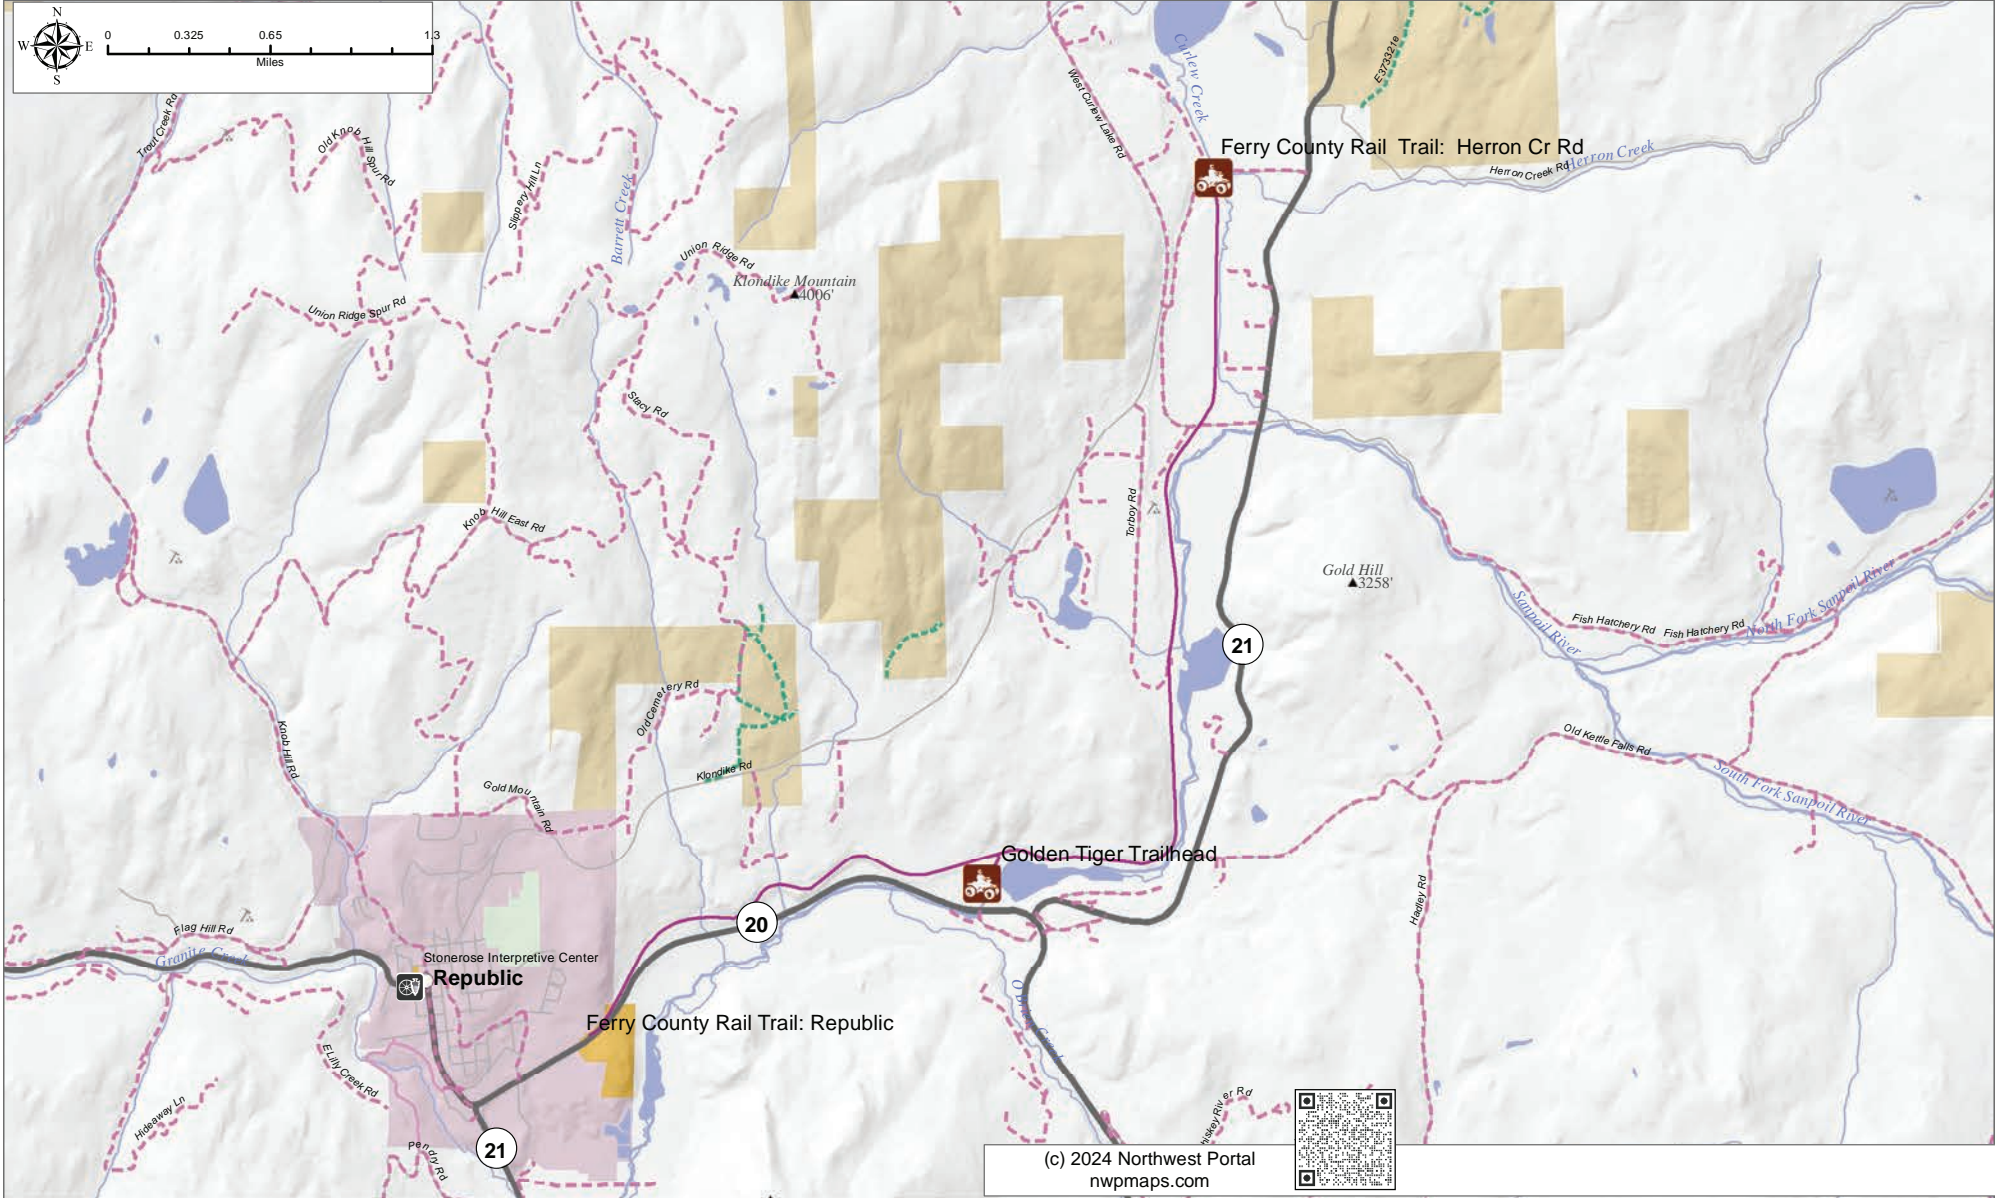 N
W E
S
0 0.325 0.65 1.3
Miles
Trout Creek Rd
Old Knob Hill Spur Rd
Slippery Hill Ln
Barrett Creek
West Curlew Lake Rd
Curlew Creek
E373321e
Ferry County Rail Trail: Herron Cr Rd
Herron Creek Rd
Herron Creek
Union Ridge Rd
Klondike Mountain
4006'
Union Ridge Spur Rd
Stacy Rd
Knob Hill East Rd
Torboy Rd
Gold Hill
3258'
21
Sanpoil River
Fish Hatchery Rd
Fish Hatchery Rd
North Fork Sanpoil River
Old Cemetery Rd
Knob Hill Rd
Klondike Rd
Gold Mountain Rd
Old Kettle Falls Rd
South Fork Sanpoil River
Golden Tiger Trailhead
Hadley Rd
20
Flag Hill Rd
Granite Creek
Stonerose Interpretive Center
Republic
Ferry County Rail Trail: Republic
E Lilly Creek Rd
Hideaway Ln
Pendry Rd
21
(c) 2024 Northwest Portal
nwpmaps.com